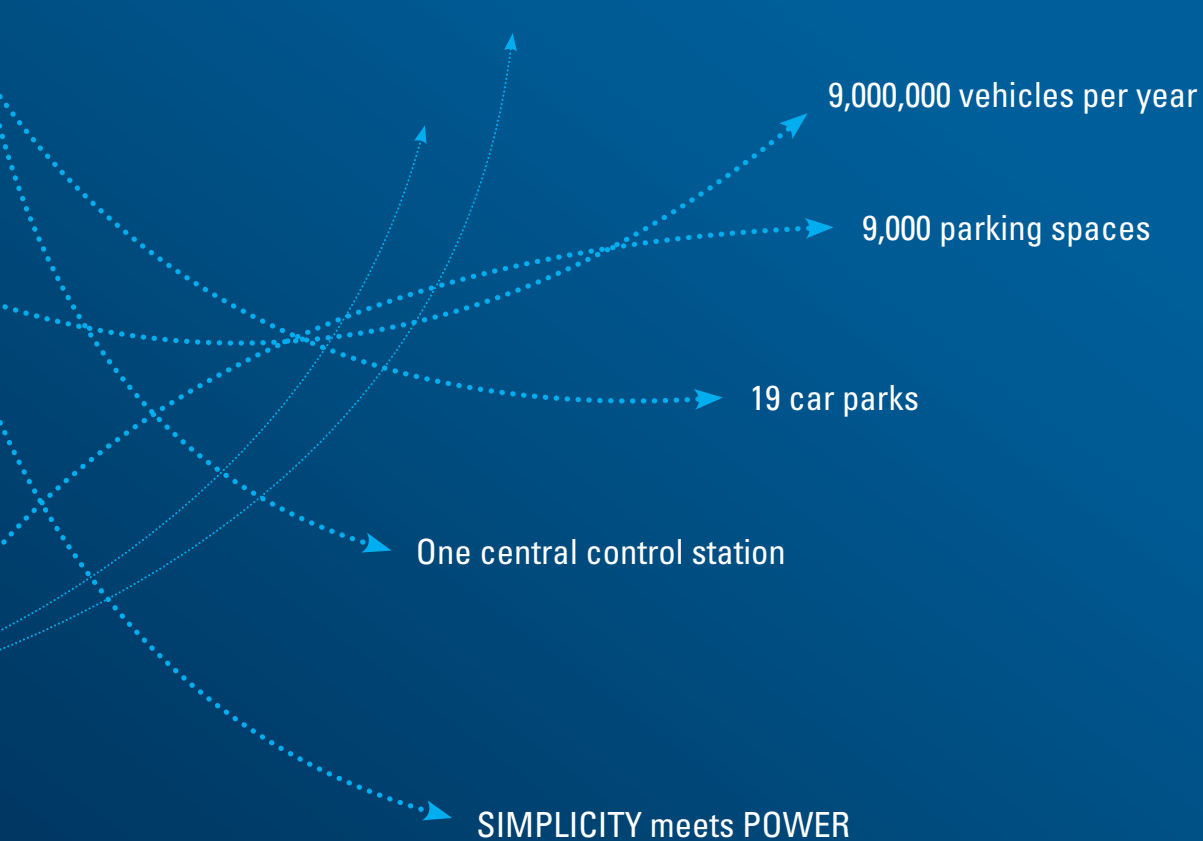 9,000,000 vehicles per year
9,000 parking spaces
19 car parks
One central control station
SIMPLICITY meets POWER